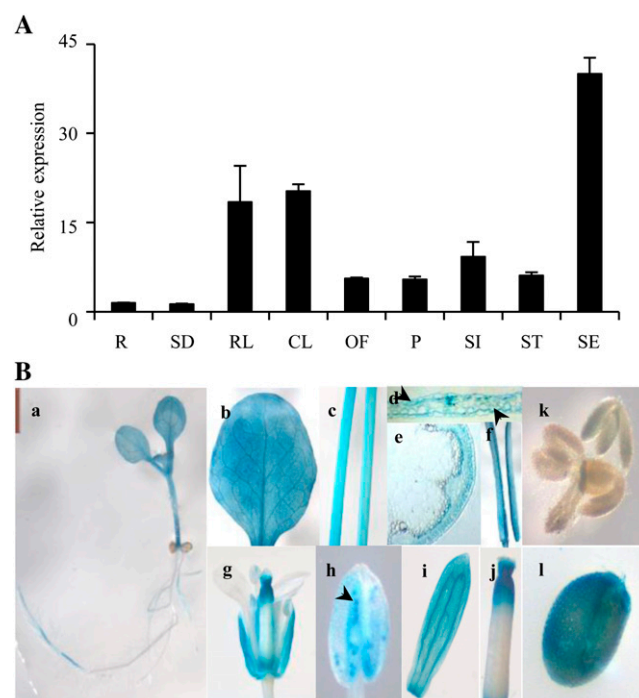 A
45
30
15
0
Relative expression
R SD RL CL OF P SI ST SE
B
a b c d e f k
g h i j l